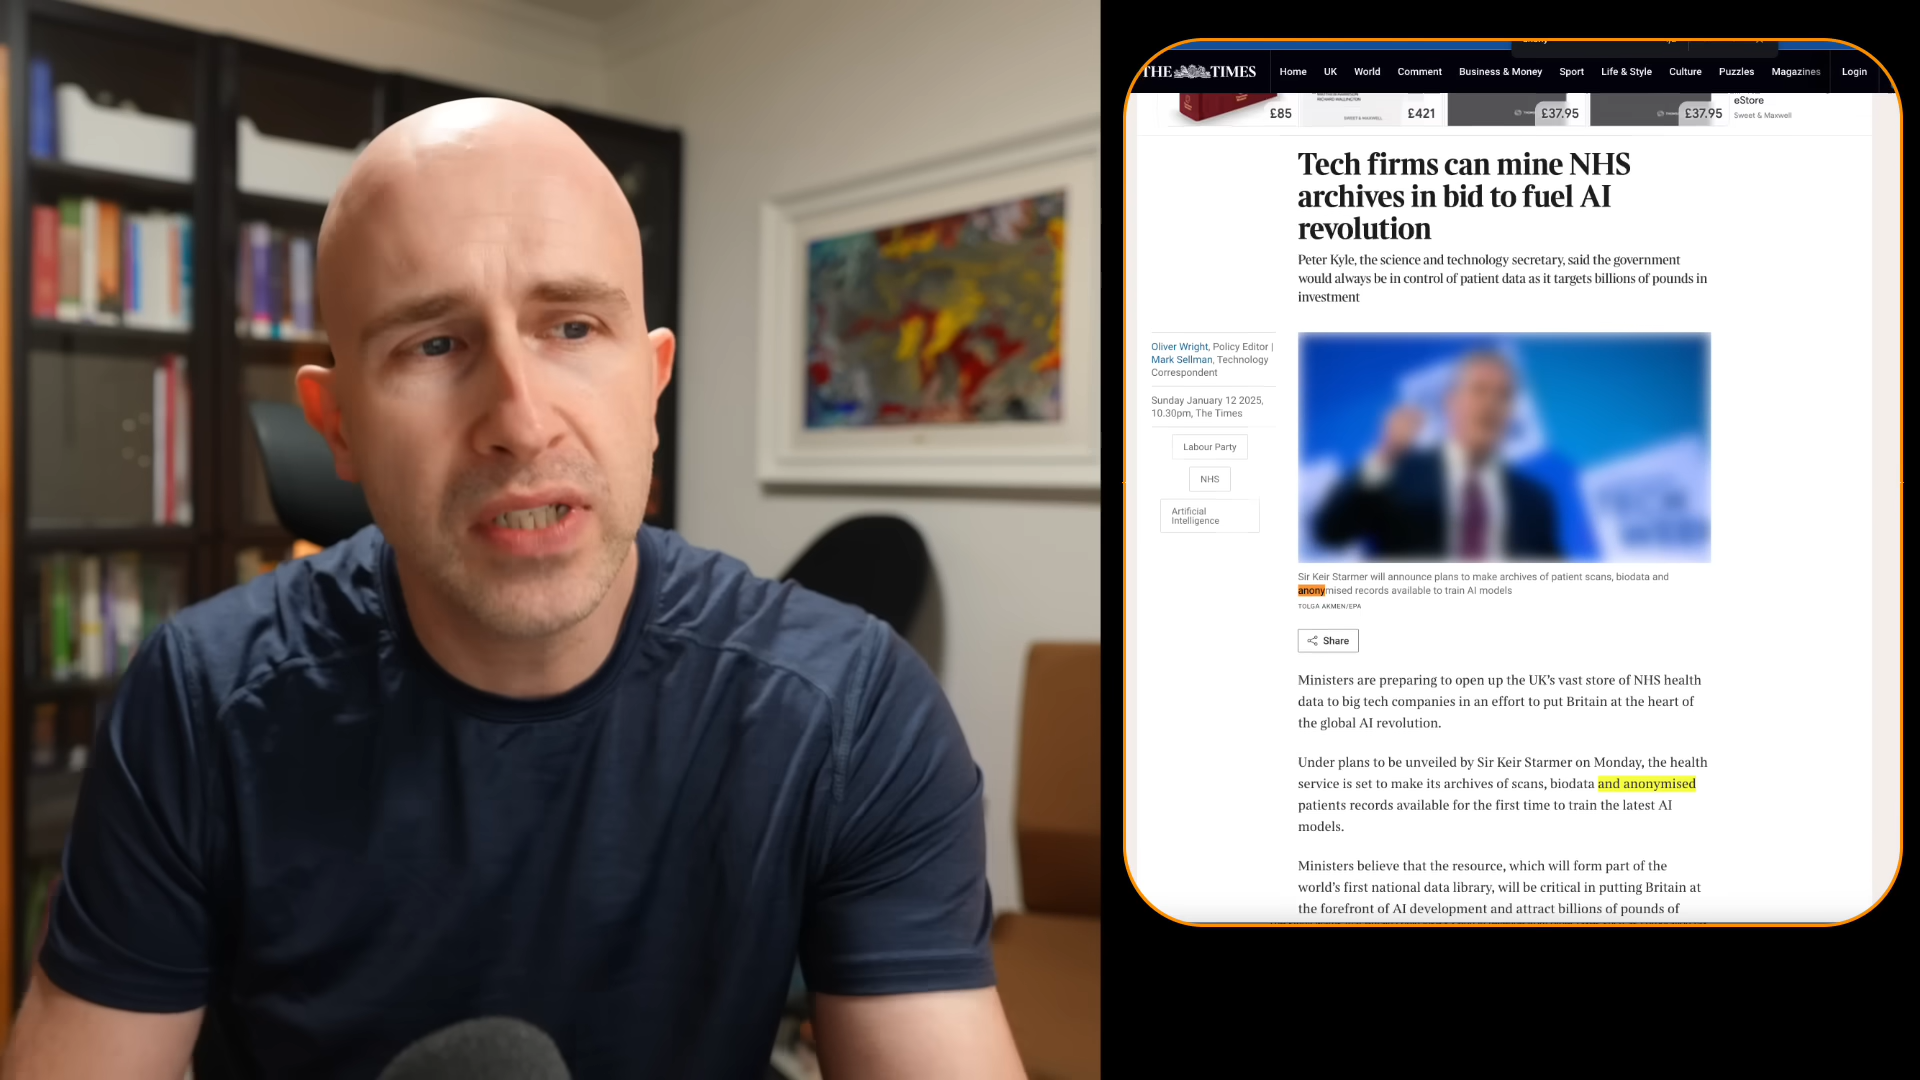 THE TIMES
Home UK World Comment Business & Money Sport Life & Style Culture Puzzles Magazines Login
£85
£421
£37.95
£37.95
eStore
Sweet & Maxwell
Tech firms can mine NHS
archives in bid to fuel AI
revolution
Peter Kyle, the science and technology secretary, said the government
would always be in control of patient data as it targets billions of pounds in
investment
Oliver Wright, Policy Editor |
Mark Sellman, Technology
Correspondent
Sunday January 12 2025,
10.30pm, The Times
Labour Party
NHS
Artificial
Intelligence
Sir Keir Starmer will announce plans to make archives of patient scans, biodata and
anonymised records available to train AI models
TOLGA AKMEN/EPA
Share
Ministers are preparing to open up the UK's vast store of NHS health
data to big tech companies in an effort to put Britain at the heart of
the global AI revolution.
Under plans to be unveiled by Sir Keir Starmer on Monday, the health
service is set to make its archives of scans, biodata and anonymised
patients records available for the first time to train the latest AI
models.
Ministers believe that the resource, which will form part of the
world's first national data library, will be critical in putting Britain at
the forefront of AI development and attract billions of pounds of